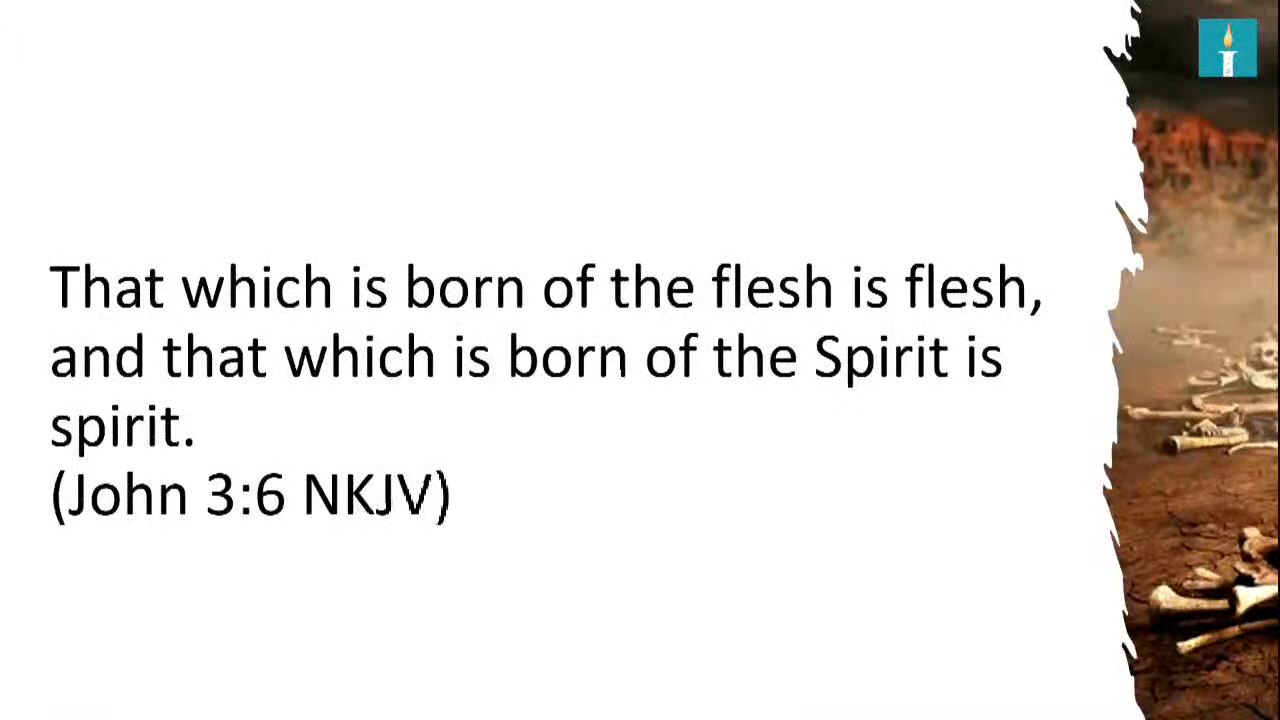 That which is born of the flesh is flesh,
and that which is born of the Spirit is
spirit.
(John 3:6 NKJV)